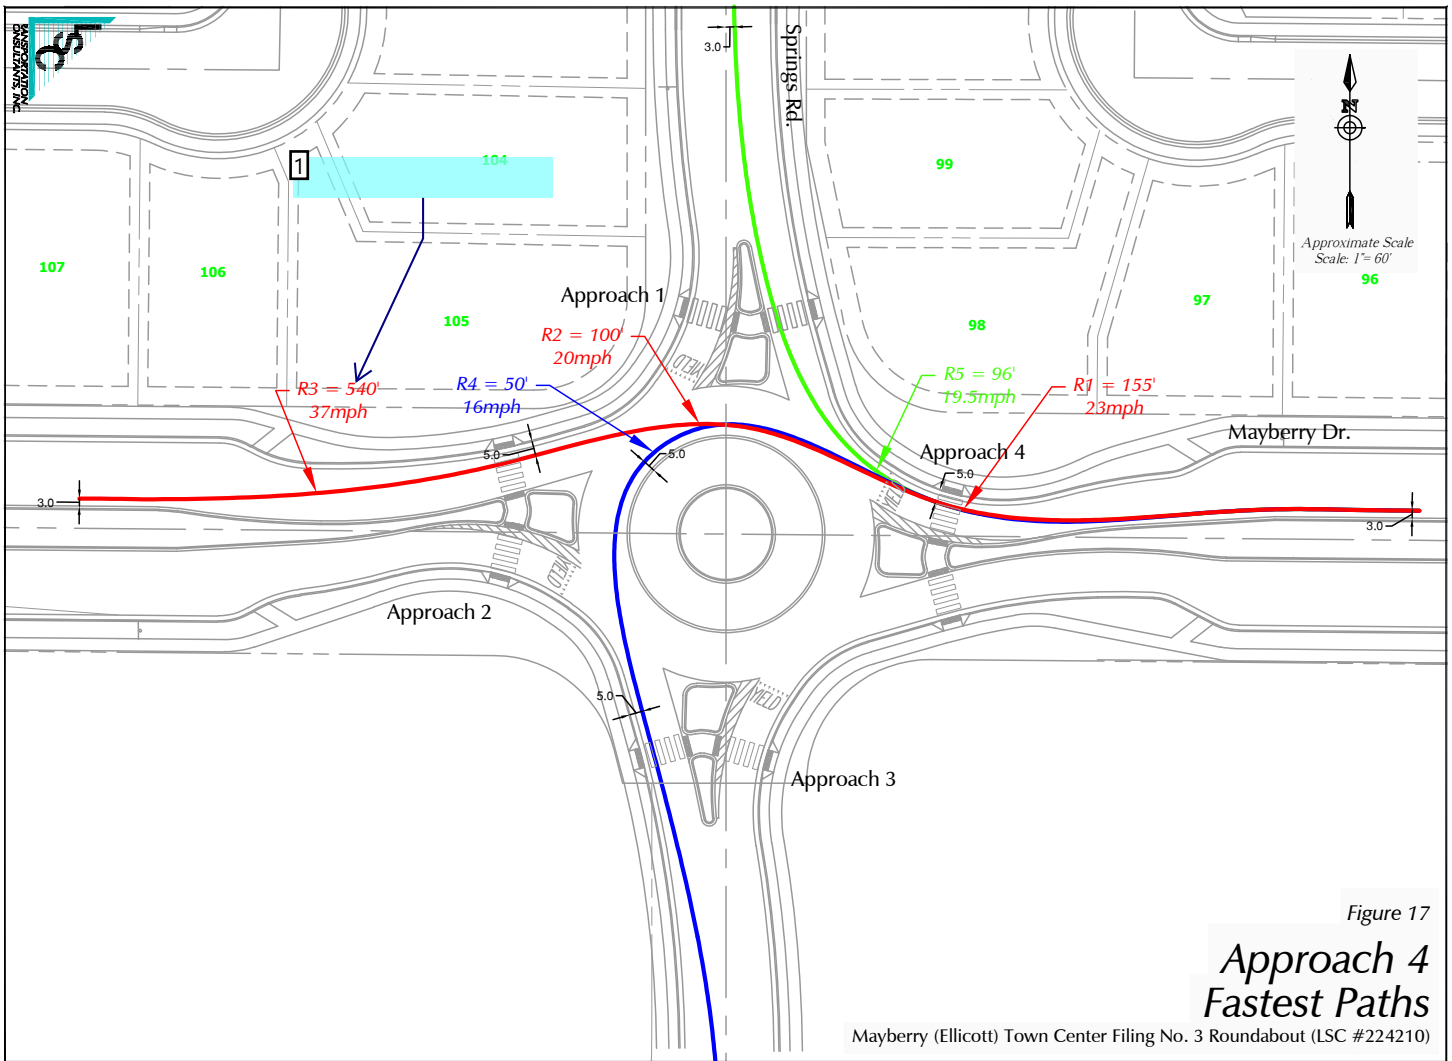 TRANSPORTATION
CONSULTANTS, INC.
LSC
3.0
Springs Rd.
N
Approximate Scale
Scale: 1"= 60'
1
104
99
107
106
105
98
97
96
Approach 1
R2 = 100'
20mph
R3 = 540'
37mph
R4 = 50'
16mph
R5 = 96'
19.5mph
R1 = 155'
23mph
YIELD
Mayberry Dr.
Approach 4
5.0
5.0
5.0
3.0
3.0
YIELD
YIELD
Approach 2
5.0
YIELD
Approach 3
Figure 17
Approach 4
Fastest Paths
Mayberry (Ellicott) Town Center Filing No. 3 Roundabout (LSC #224210)